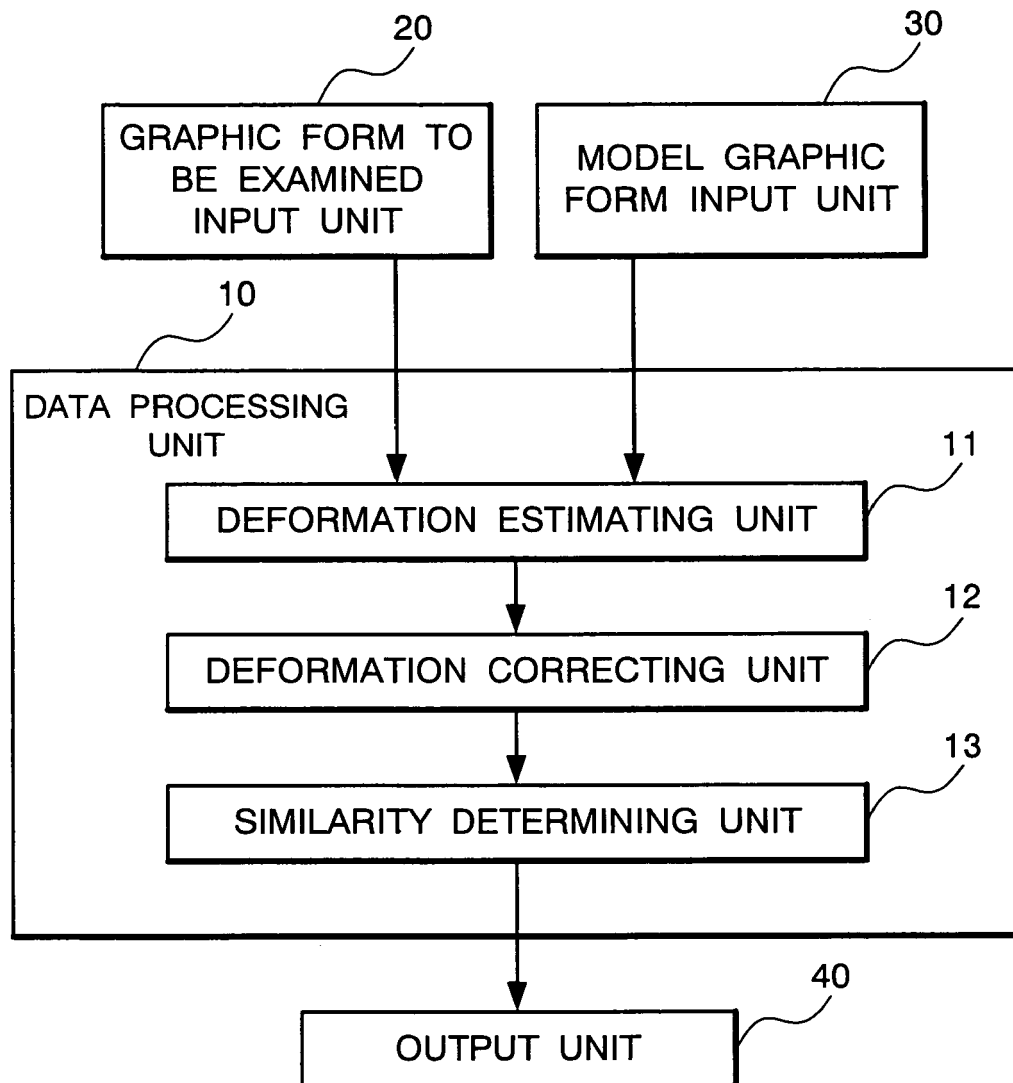 20
30
GRAPHIC FORM TO
BE EXAMINED
INPUT UNIT
MODEL GRAPHIC
FORM INPUT UNIT
10
DATA PROCESSING
UNIT
11
DEFORMATION ESTIMATING UNIT
12
DEFORMATION CORRECTING UNIT
13
SIMILARITY DETERMINING UNIT
40
OUTPUT UNIT